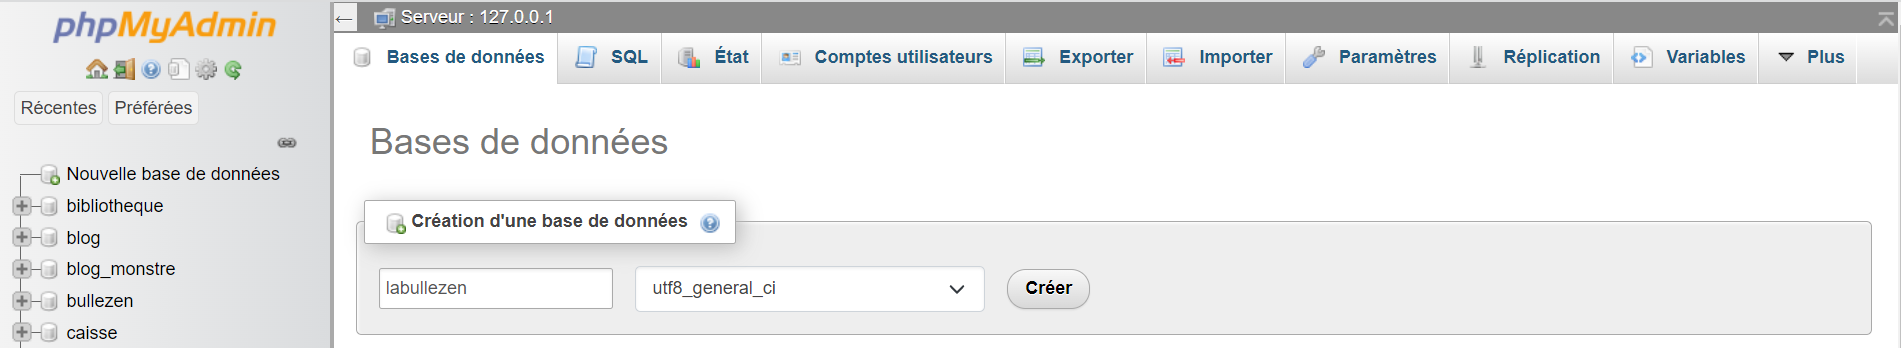 phpMyAdmin
Récentes Préférées
Nouvelle base de données
bibliotheque
blog
blog_monstre
bullezen
caisse
← Serveur : 127.0.0.1
Bases de données SQL État Comptes utilisateurs Exporter Importer Paramètres Réplication Variables Plus
Bases de données
Création d'une base de données
labullezen utf8_general_ci Créer